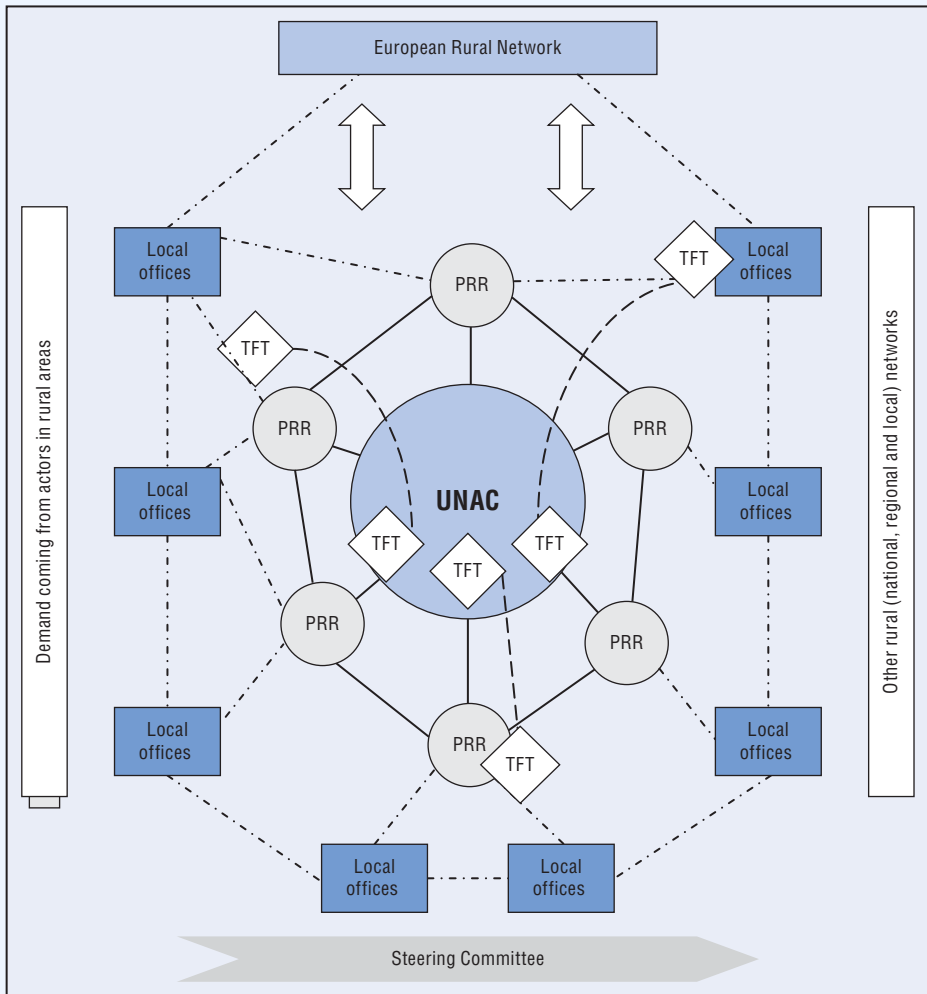 European Rural Network
Demand coming from actors in rural areas
Other rural (national, regional and local) networks
Local
offices
TFT
Local
offices
PRR
TFT
PRR
PRR
Local
offices
UNAC
Local
offices
TFT
TFT
TFT
PRR
PRR
Local
offices
PRR
TFT
Local
offices
Local
offices
Local
offices
Steering Committee